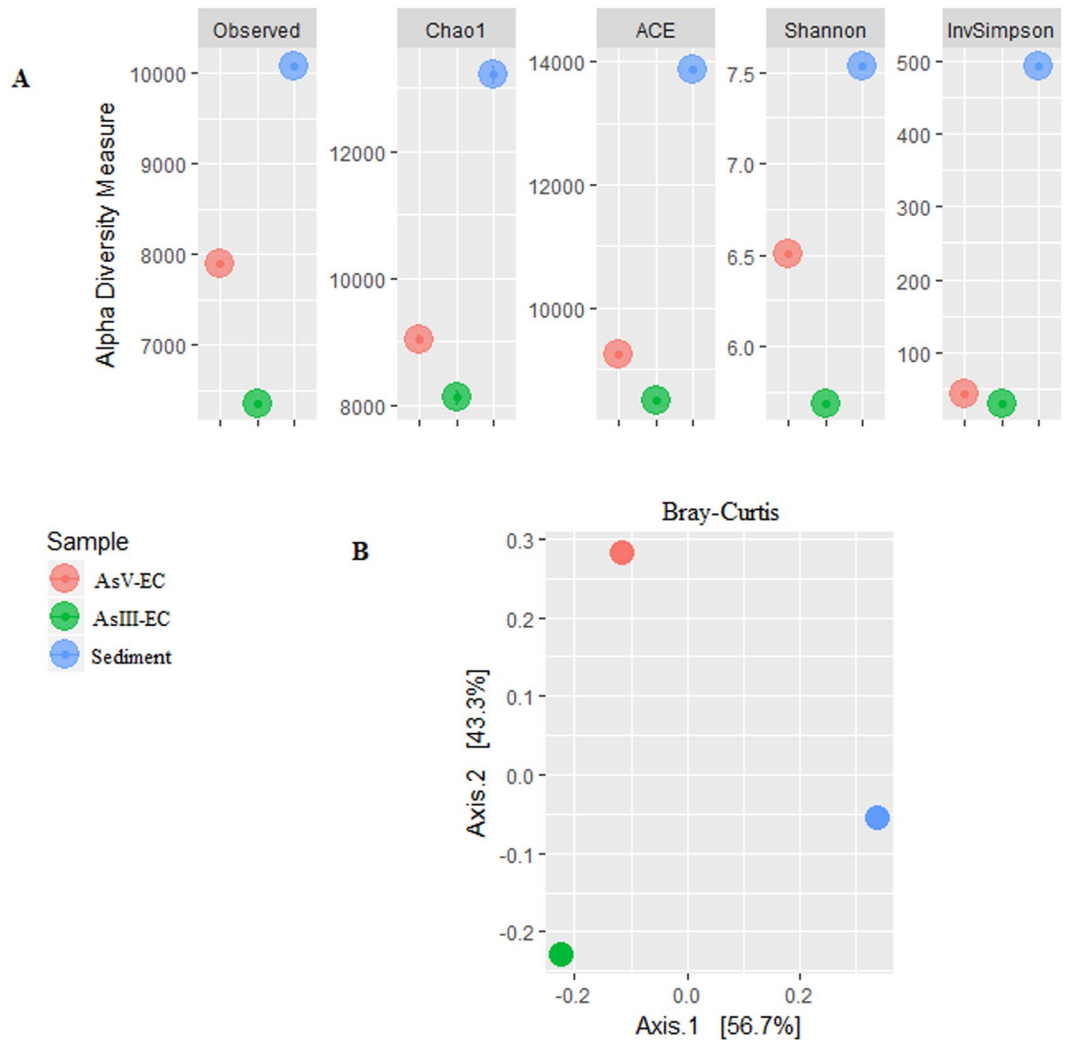 Observed
Chao1
ACE
Shannon
InvSimpson
A
Alpha Diversity Measure
10000
9000
8000
7000
12000
10000
8000
14000
12000
10000
7.5
7.0
6.5
6.0
500
400
300
200
100
Sample
AsV-EC
AsIII-EC
Sediment
B
Bray-Curtis
Axis.2 [43.3%]
0.3
0.2
0.1
0.0
-0.1
-0.2
-0.2 0.0 0.2
Axis.1 [56.7%]